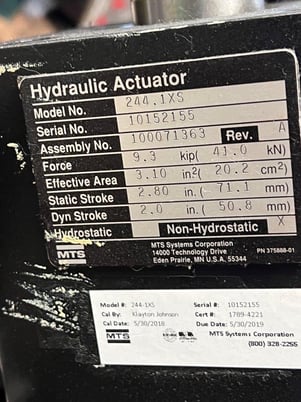 Hydraulic Actuator
Model No. 244.1XS
Serial No. 10152155
Assembly No. 100071363 Rev. A
Force 9.3 kip( 41.0 kN)
Effective Area 3.10 in2( 20.2 cm2)
Static Stroke 2.80 in.( 71.1 mm)
Dyn Stroke 2.0 in.( 50.8 mm)
Hydrostatic Non-Hydrostatic X
MTS Systems Corporation
14000 Technology Drive
Eden Prairie, MN U.S.A. 55344
PN 375888-01
MTS
Model #: 244-1XS Serial #: 10152155
Cal By: Klayton Johnson Cert #: 1789-4221
Cal Date: 5/30/2018 Due Date: 5/30/2019
MTS MTS Systems Corporation
(800) 328-2255